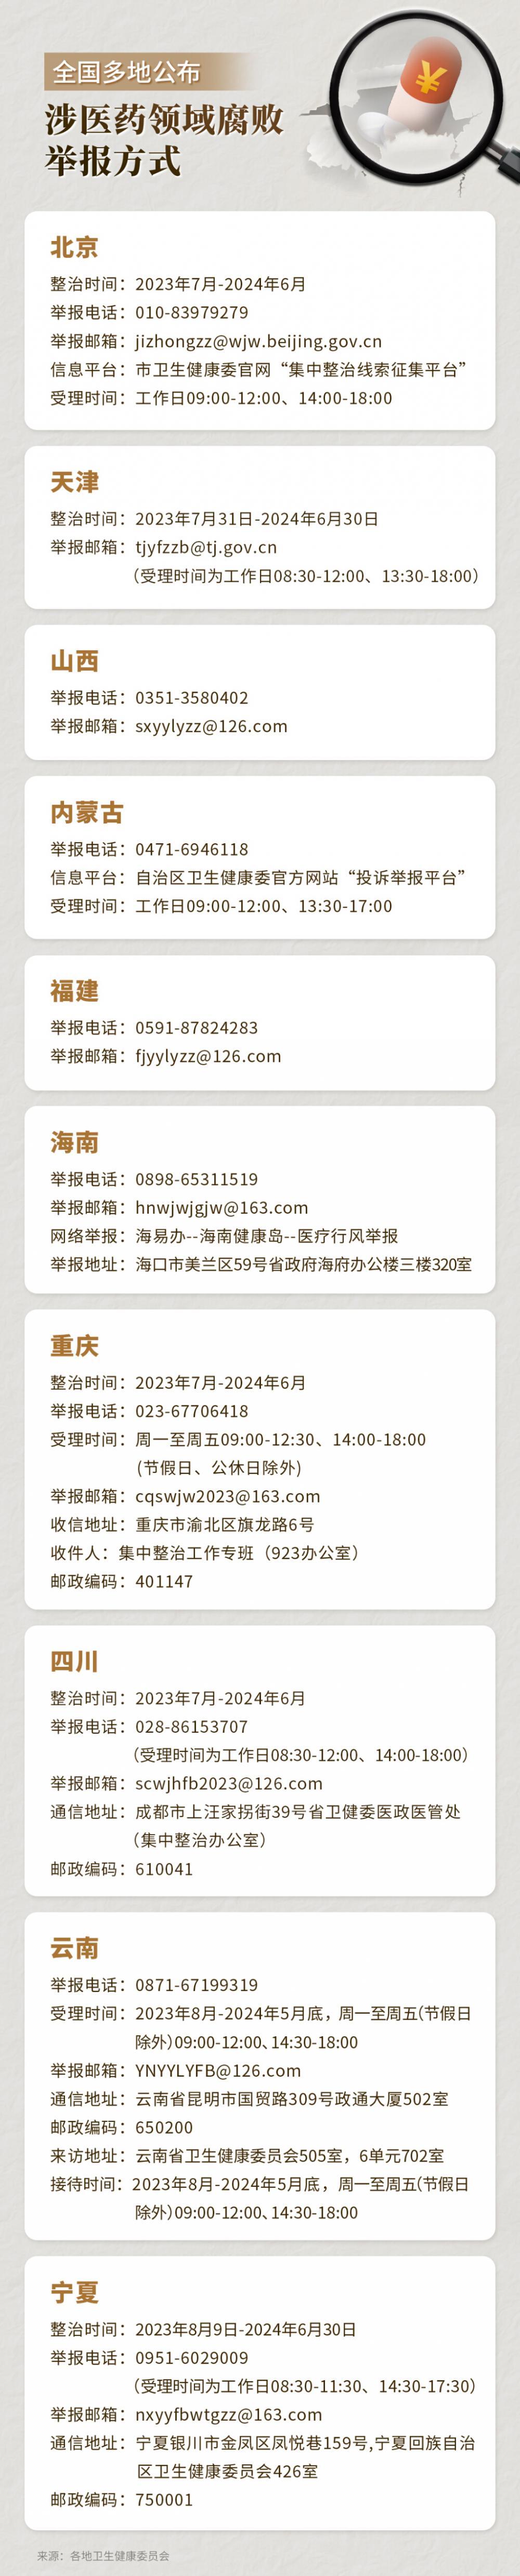 全国多地公布
涉医药领域腐败
举报方式
¥
北京
整治时间：2023年7月-2024年6月
举报电话：010-83979279
举报邮箱：jizhongzz@wjw.beijing.gov.cn
信息平台：市卫生健康委官网“集中整治线索征集平台”
受理时间：工作日09:00-12:00、14:00-18:00
天津
整治时间：2023年7月31日-2024年6月30日
举报邮箱：tjyfzzb@tj.gov.cn
（受理时间为工作日08:30-12:00、13:30-18:00）
山西
举报电话：0351-3580402
举报邮箱：sxyylyzz@126.com
内蒙古
举报电话：0471-6946118
信息平台：自治区卫生健康委官方网站“投诉举报平台”
受理时间：工作日09:00-12:00、13:30-17:00
福建
举报电话：0591-87824283
举报邮箱：fjyylyzz@126.com
海南
举报电话：0898-65311519
举报邮箱：hnwjwjgjw@163.com
网络举报：海易办--海南健康岛--医疗行风举报
举报地址：海口市美兰区59号省政府海府办公楼三楼320室
重庆
整治时间：2023年7月-2024年6月
举报电话：023-67706418
受理时间：周一至周五09:00-12:30、14:00-18:00
(节假日、公休日除外)
举报邮箱：cqswjw2023@163.com
收信地址：重庆市渝北区旗龙路6号
收件人：集中整治工作专班（923办公室）
邮政编码：401147
四川
整治时间：2023年7月-2024年6月
举报电话：028-86153707
（受理时间为工作日08:30-12:00、14:00-18:00）
举报邮箱：scwjhfb2023@126.com
通信地址：成都市上汪家拐街39号省卫健委医政医管处
（集中整治办公室）
邮政编码：610041
云南
举报电话：0871-67199319
受理时间：2023年8月-2024年5月底，周一至周五(节假日
除外)09:00-12:00、14:30-18:00
举报邮箱：YNYYLYFB@126.com
通信地址：云南省昆明市国贸路309号政通大厦502室
邮政编码：650200
来访地址：云南省卫生健康委员会505室，6单元702室
接待时间：2023年8月-2024年5月底，周一至周五(节假日
除外)09:00-12:00、14:30-18:00
宁夏
整治时间：2023年8月9日-2024年6月30日
举报电话：0951-6029009
（受理时间为工作日08:30-11:30、14:30-17:30）
举报邮箱：nxyyfbwtgzz@163.com
通信地址：宁夏银川市金凤区凤悦巷159号,宁夏回族自治
区卫生健康委员会426室
邮政编码：750001
来源：各地卫生健康委员会